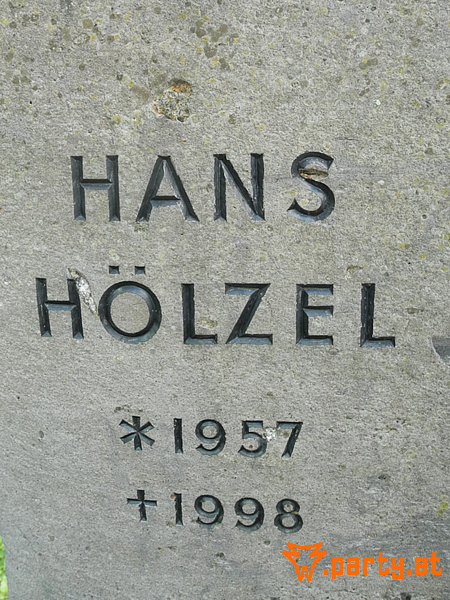 HANS
HÖLZEL
* 1957
† 1998
w.party.at